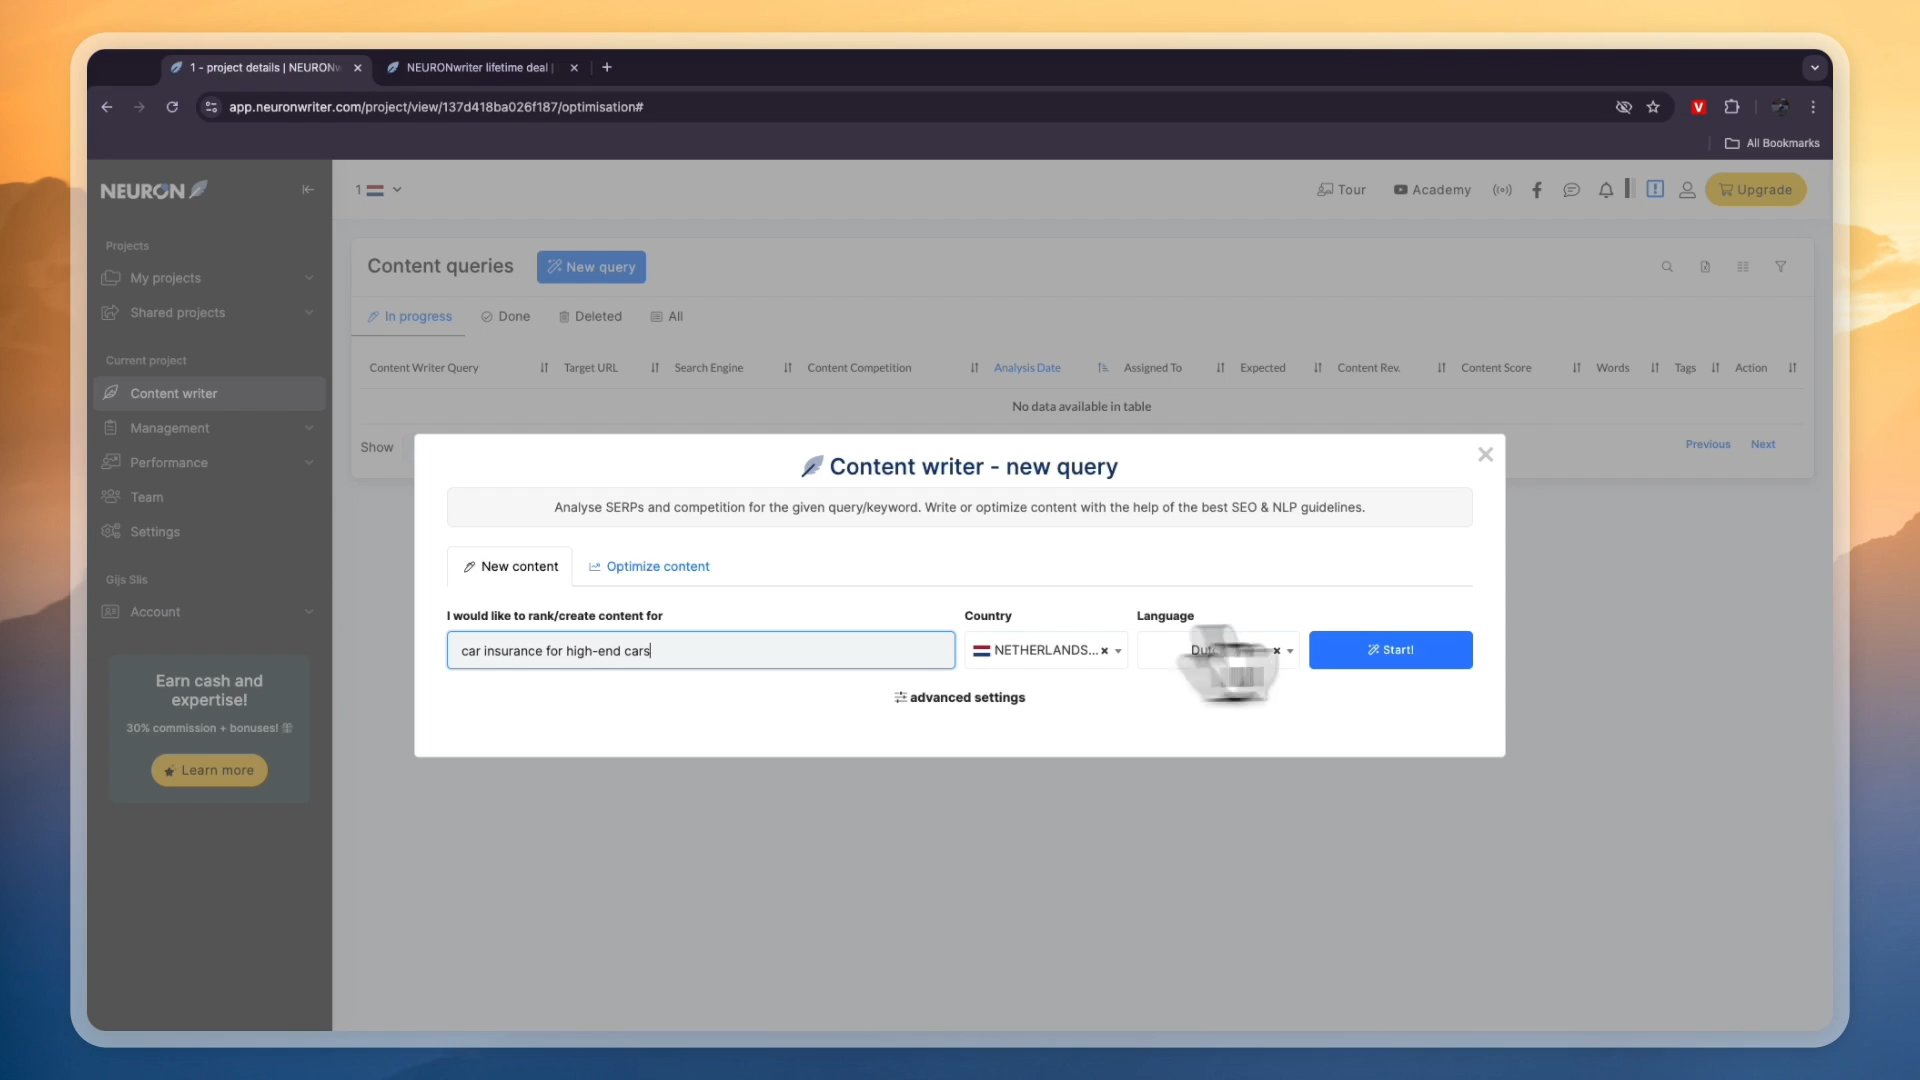 1 - project details | NEURONw
NEURONwriter lifetime deal |
app.neuronwriter.com/project/view/137d418ba026f187/optimisation#
V
All Bookmarks
NEURON
1
Tour
Academy
Upgrade
Projects
My projects
Shared projects
Current project
Content writer
Management
Performance
Team
Settings
Gijs Slis
Account
Earn cash and
expertise!
30% commission + bonuses!
Learn more
Content queries
New query
In progress
Done
Deleted
All
Content Writer Query
Target URL
Search Engine
Content Competition
Analysis Date
Assigned To
Expected
Content Rev.
Content Score
Words
Tags
Action
No data available in table
Show
Previous
Next
Content writer - new query
Analyse SERPs and competition for the given query/keyword. Write or optimize content with the help of the best SEO & NLP guidelines.
New content
Optimize content
I would like to rank/create content for
Country
Language
car insurance for high-end cars
NETHERLANDS...
Start!
advanced settings